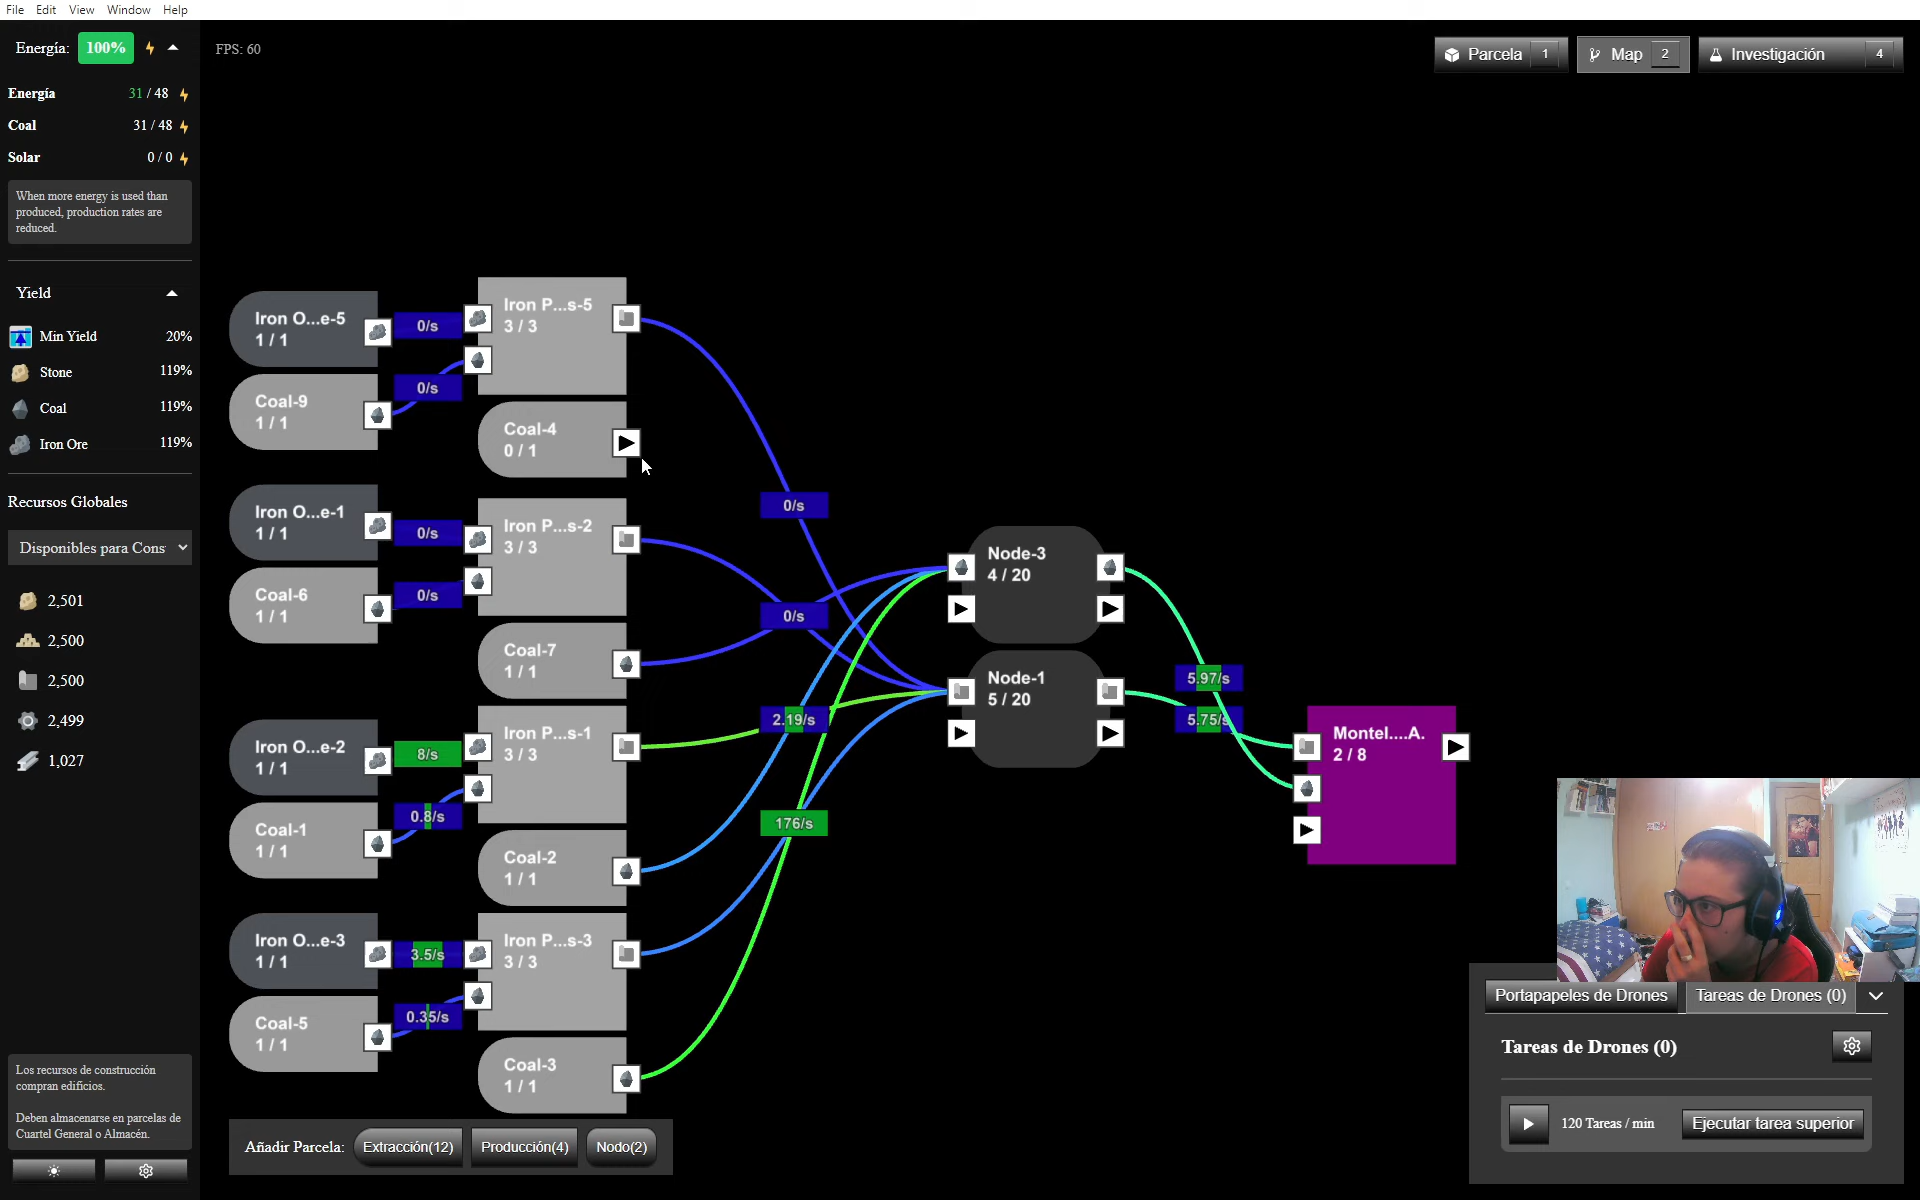 File Edit View Window Help
Energía: 100%
FPS: 60
Parcela 1
Map 2
Investigación 4
Energía 31 / 48
Coal 31 / 48
Solar 0 / 0
When more energy is used than
produced, production rates are
reduced.
Yield
Min Yield 20%
Stone 119%
Coal 119%
Iron Ore 119%
Recursos Globales
Disponibles para Cons
2,501
2,500
2,500
2,499
1,027
Los recursos de construcción
compran edificios.
Deben almacenarse en parcelas de
Cuartel General o Almacén.
Iron O...e-5
1 / 1
0/s
Iron P...s-5
3 / 3
Coal-9
1 / 1
0/s
Coal-4
0 / 1
Iron O...e-1
1 / 1
0/s
Iron P...s-2
3 / 3
Coal-6
1 / 1
0/s
Coal-7
1 / 1
Iron O...e-2
1 / 1
8/s
Iron P...s-1
3 / 3
Coal-1
1 / 1
0.8/s
Coal-2
1 / 1
Iron O...e-3
1 / 1
3.5/s
Iron P...s-3
3 / 3
Coal-5
1 / 1
0.35/s
Coal-3
1 / 1
0/s
0/s
2.19/s
176/s
Node-3
4 / 20
Node-1
5 / 20
5.97/s
5.75/s
Montel....A.
2 / 8
Añadir Parcela: Extracción(12) Producción(4) Nodo(2)
Portapapeles de Drones
Tareas de Drones (0)
Tareas de Drones (0)
120 Tareas / min
Ejecutar tarea superior